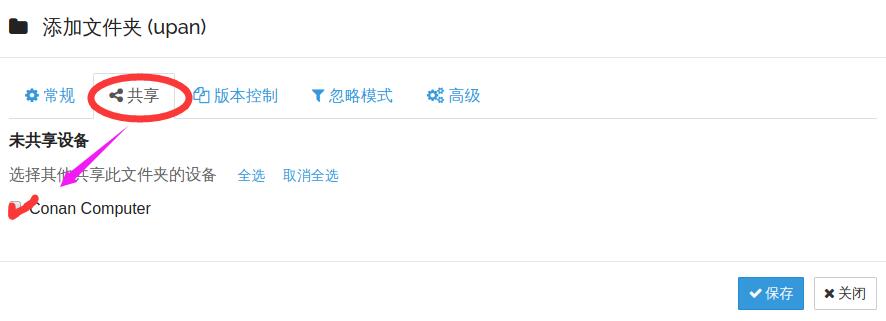 添加文件夹 (upan)
常规 共享 版本控制 忽略模式 高级
未共享设备
选择其他共享此文件夹的设备 全选 取消全选
Conan Computer
保存 关闭